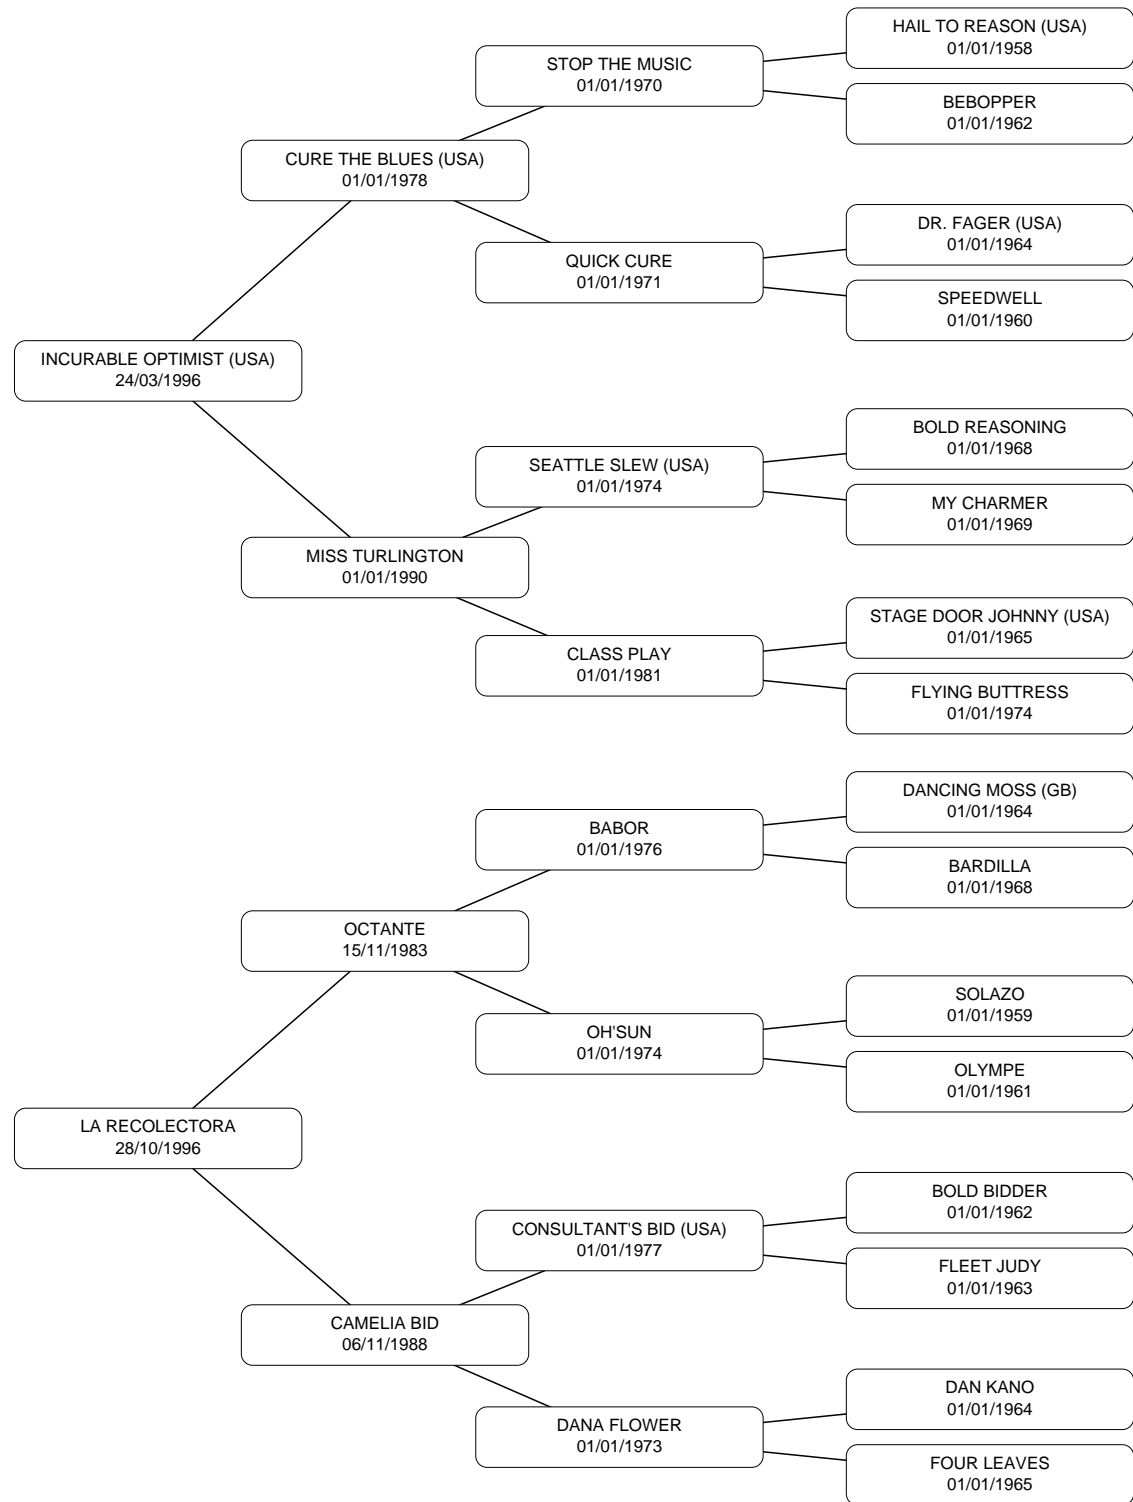 HAIL TO REASON (USA)
01/01/1958
STOP THE MUSIC
01/01/1970
BEBOPPER
01/01/1962
CURE THE BLUES (USA)
01/01/1978
DR. FAGER (USA)
01/01/1964
QUICK CURE
01/01/1971
SPEEDWELL
01/01/1960
INCURABLE OPTIMIST (USA)
24/03/1996
BOLD REASONING
01/01/1968
SEATTLE SLEW (USA)
01/01/1974
MY CHARMER
01/01/1969
MISS TURLINGTON
01/01/1990
STAGE DOOR JOHNNY (USA)
01/01/1965
CLASS PLAY
01/01/1981
FLYING BUTTRESS
01/01/1974
DANCING MOSS (GB)
01/01/1964
BABOR
01/01/1976
BARDILLA
01/01/1968
OCTANTE
15/11/1983
SOLAZO
01/01/1959
OH'SUN
01/01/1974
OLYMPE
01/01/1961
LA RECOLECTORA
28/10/1996
BOLD BIDDER
01/01/1962
CONSULTANT'S BID (USA)
01/01/1977
FLEET JUDY
01/01/1963
CAMELIA BID
06/11/1988
DAN KANO
01/01/1964
DANA FLOWER
01/01/1973
FOUR LEAVES
01/01/1965